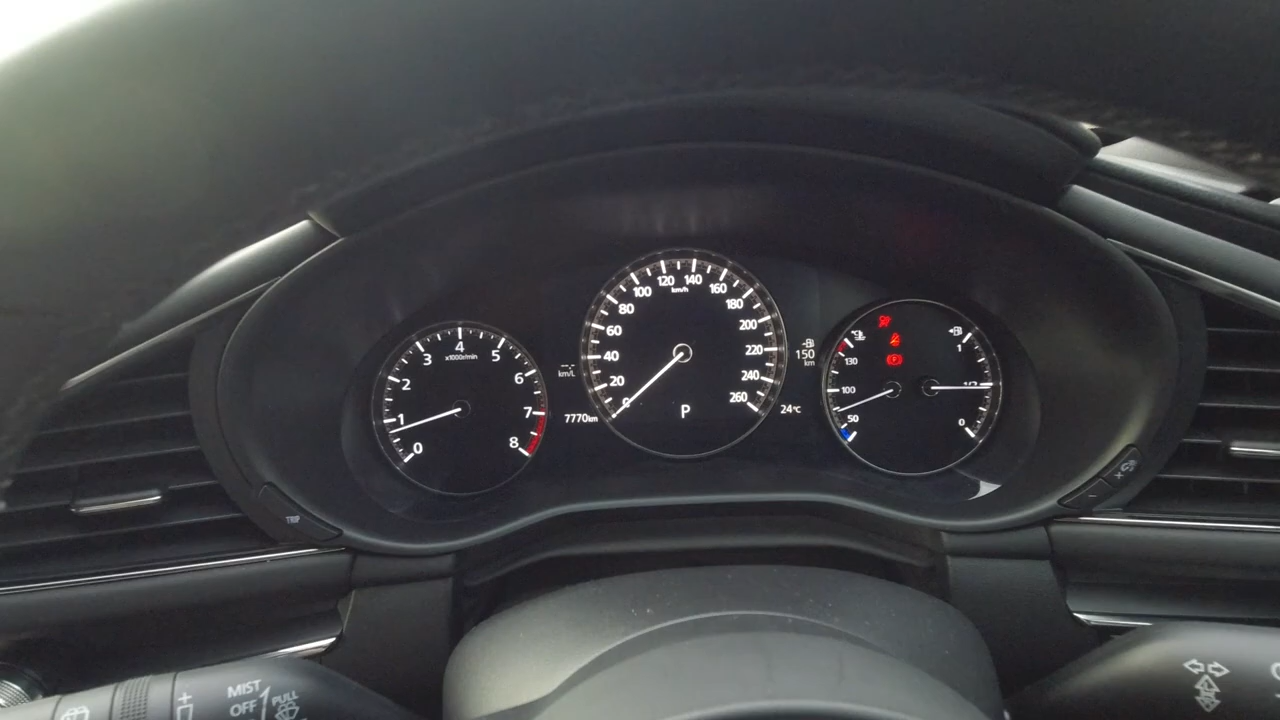 4
x1000r/min
3 5
2 6
1 7
0 8
--.-
km/L
7770km
120 140
100 km/h 160
80 180
60 200
40 220
20 240
0 260
P
150
km
24°C
130
100
50
P
1
1/2
0
TRIP
MIST
OFF
PULL
+
-